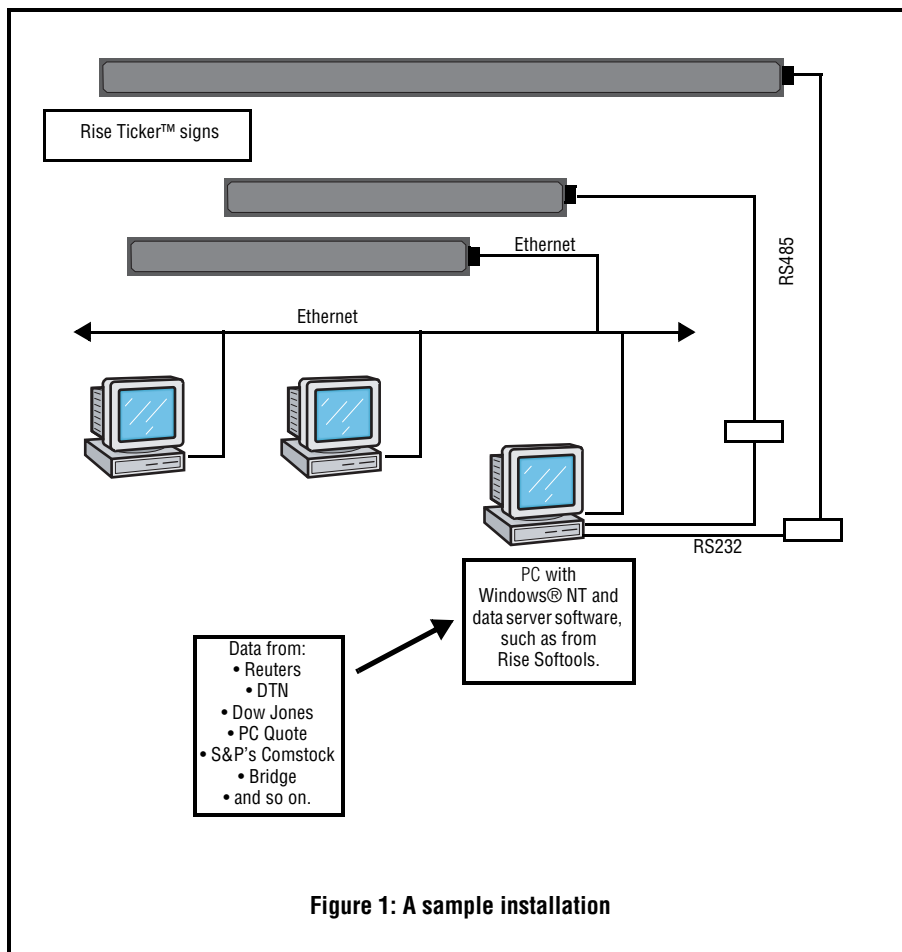 Rise Ticker™ signs
Ethernet
RS485
Ethernet
RS232
PC with
Windows® NT and
data server software,
such as from
Rise Softools.
Data from:
• Reuters
• DTN
• Dow Jones
• PC Quote
• S&P's Comstock
• Bridge
• and so on.
Figure 1: A sample installation